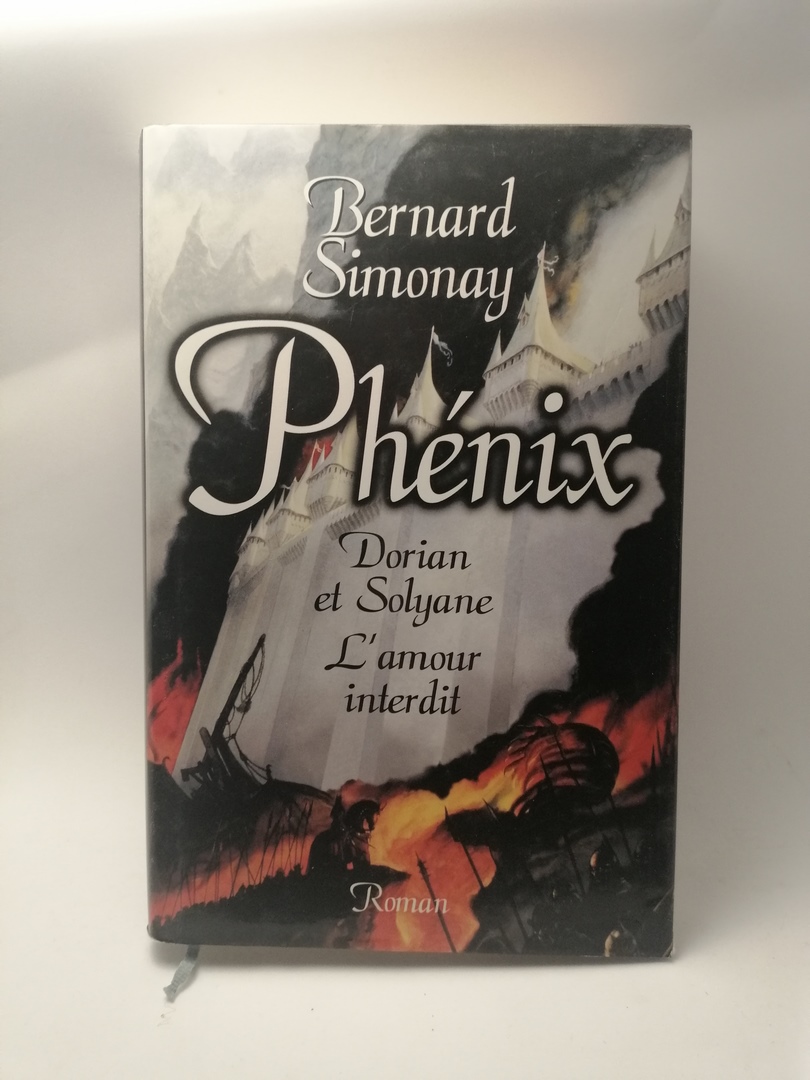 Bernard
Simonay
Phénix
Dorian
et Solyane
L'amour
interdit
Roman